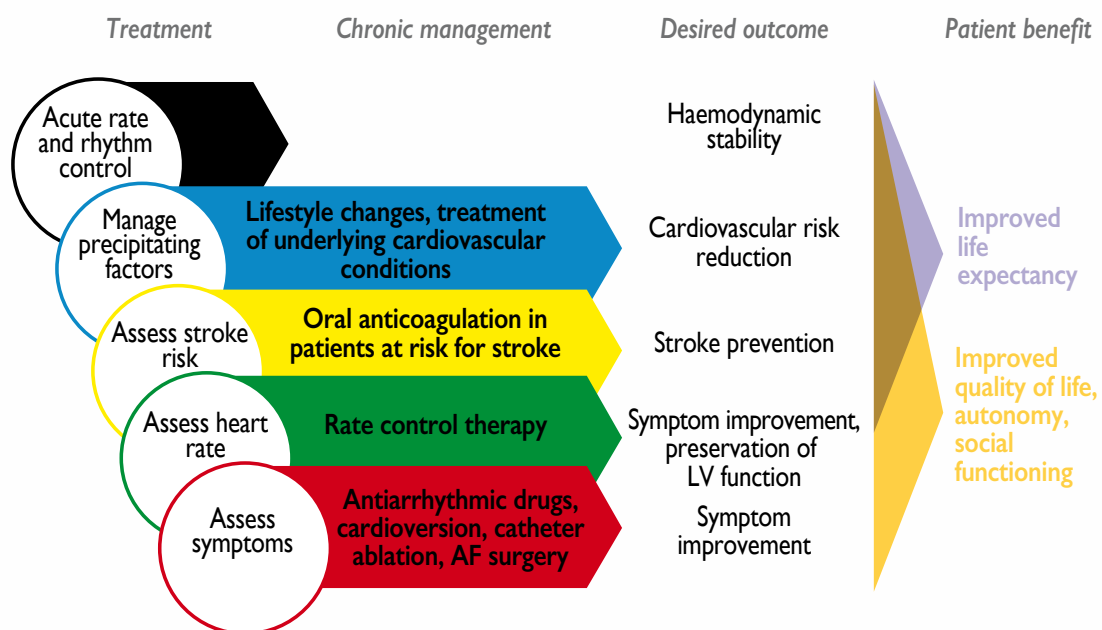 Treatment
Chronic management
Desired outcome
Patient benefit
Acute rate
and rhythm
control
Haemodynamic
stability
Manage
precipitating
factors
Lifestyle changes, treatment
of underlying cardiovascular
conditions
Cardiovascular risk
reduction
Assess stroke
risk
Oral anticoagulation in
patients at risk for stroke
Stroke prevention
Assess heart
rate
Rate control therapy
Symptom improvement,
preservation of
LV function
Assess
symptoms
Antiarrhythmic drugs,
cardioversion, catheter
ablation, AF surgery
Symptom
improvement
Improved
life
expectancy
Improved
quality of life,
autonomy,
social
functioning